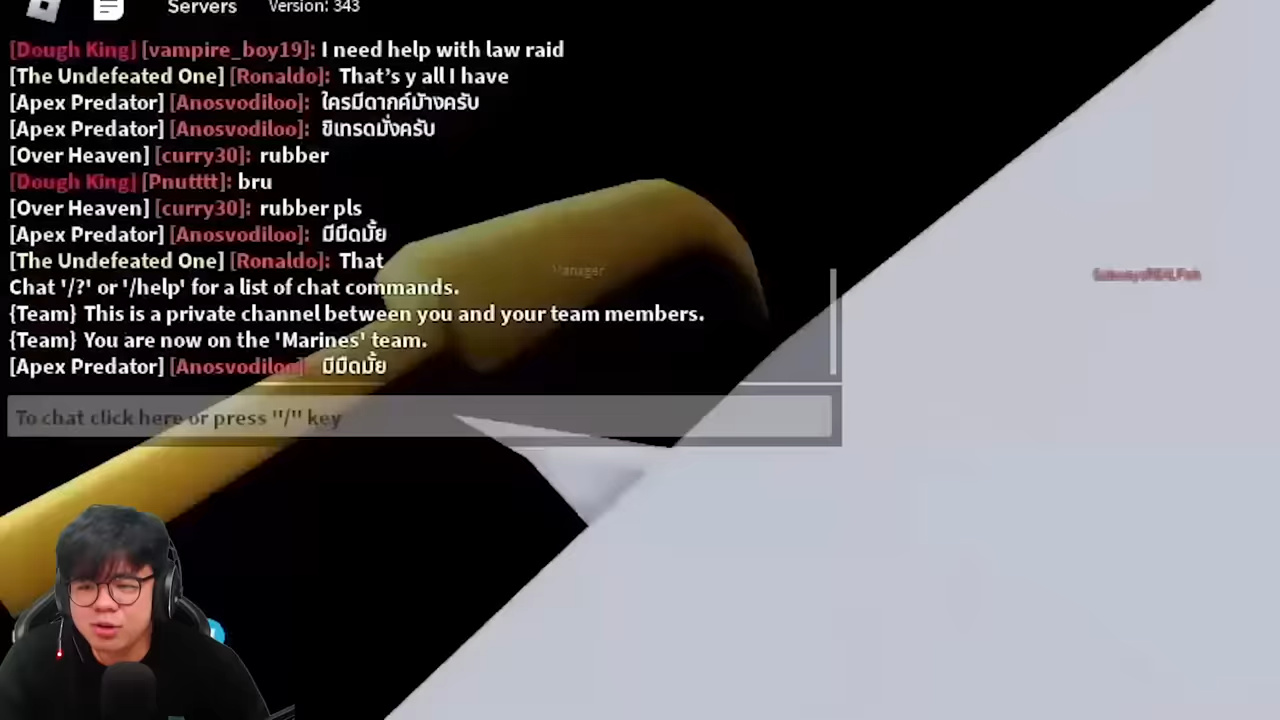 Servers Version: 343
[Dough King] [vampire_boy19]: I need help with law raid
[The Undefeated One] [Ronaldo]: That's y all I have
[Apex Predator] [Anosvodiloo]: ใครมีดากค์ม้างครับ
[Apex Predator] [Anosvodiloo]: ขิเทรดมั่งครับ
[Over Heaven] [curry30]: rubber
[Dough King] [Pnutttt]: bru
[Over Heaven] [curry30]: rubber pls
[Apex Predator] [Anosvodiloo]: มีมืดมั้ย
[The Undefeated One] [Ronaldo]: That
Manager
Chat '/?' or '/help' for a list of chat commands.
{Team} This is a private channel between you and your team members.
{Team} You are now on the 'Marines' team.
[Apex Predator] [Anosvodiloo]: มีมืดมั้ย
To chat click here or press "/" key